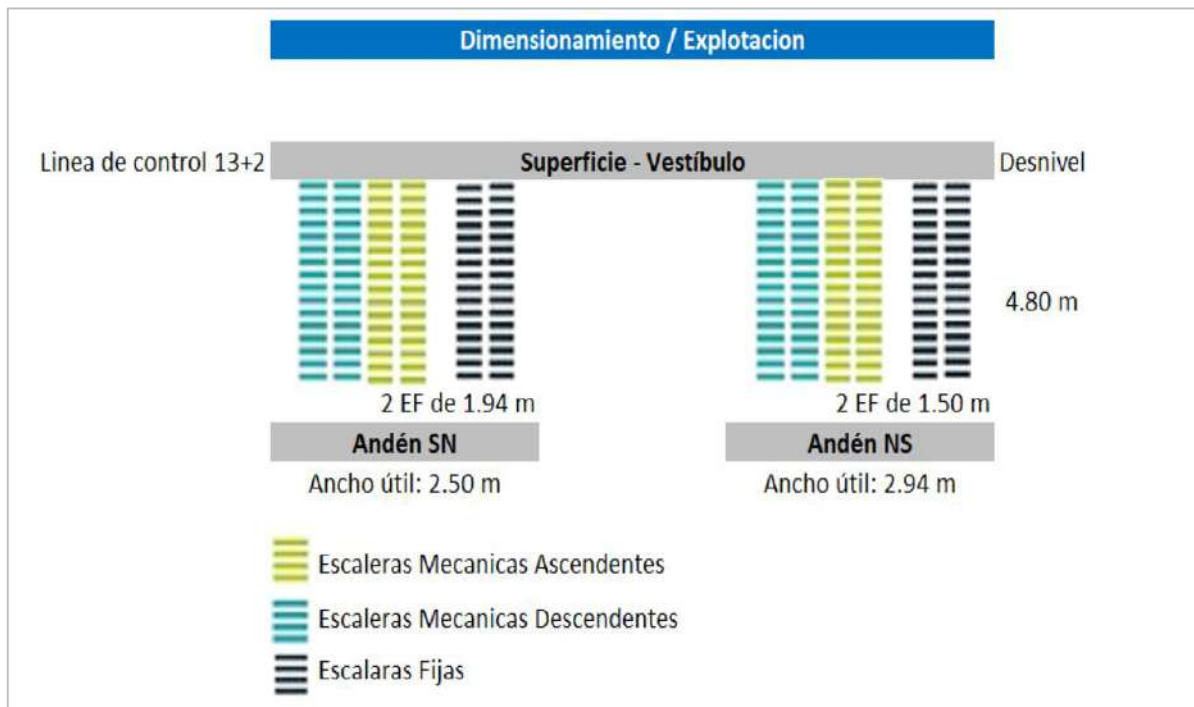 Dimensionamiento / Explotacion
Linea de control 13+2
Superficie - Vestíbulo
Desnivel
4.80 m
2 EF de 1.94 m
2 EF de 1.50 m
Andén SN
Andén NS
Ancho útil: 2.50 m
Ancho útil: 2.94 m
Escaleras Mecanicas Ascendentes
Escaleras Mecanicas Descendentes
Escalaras Fijas